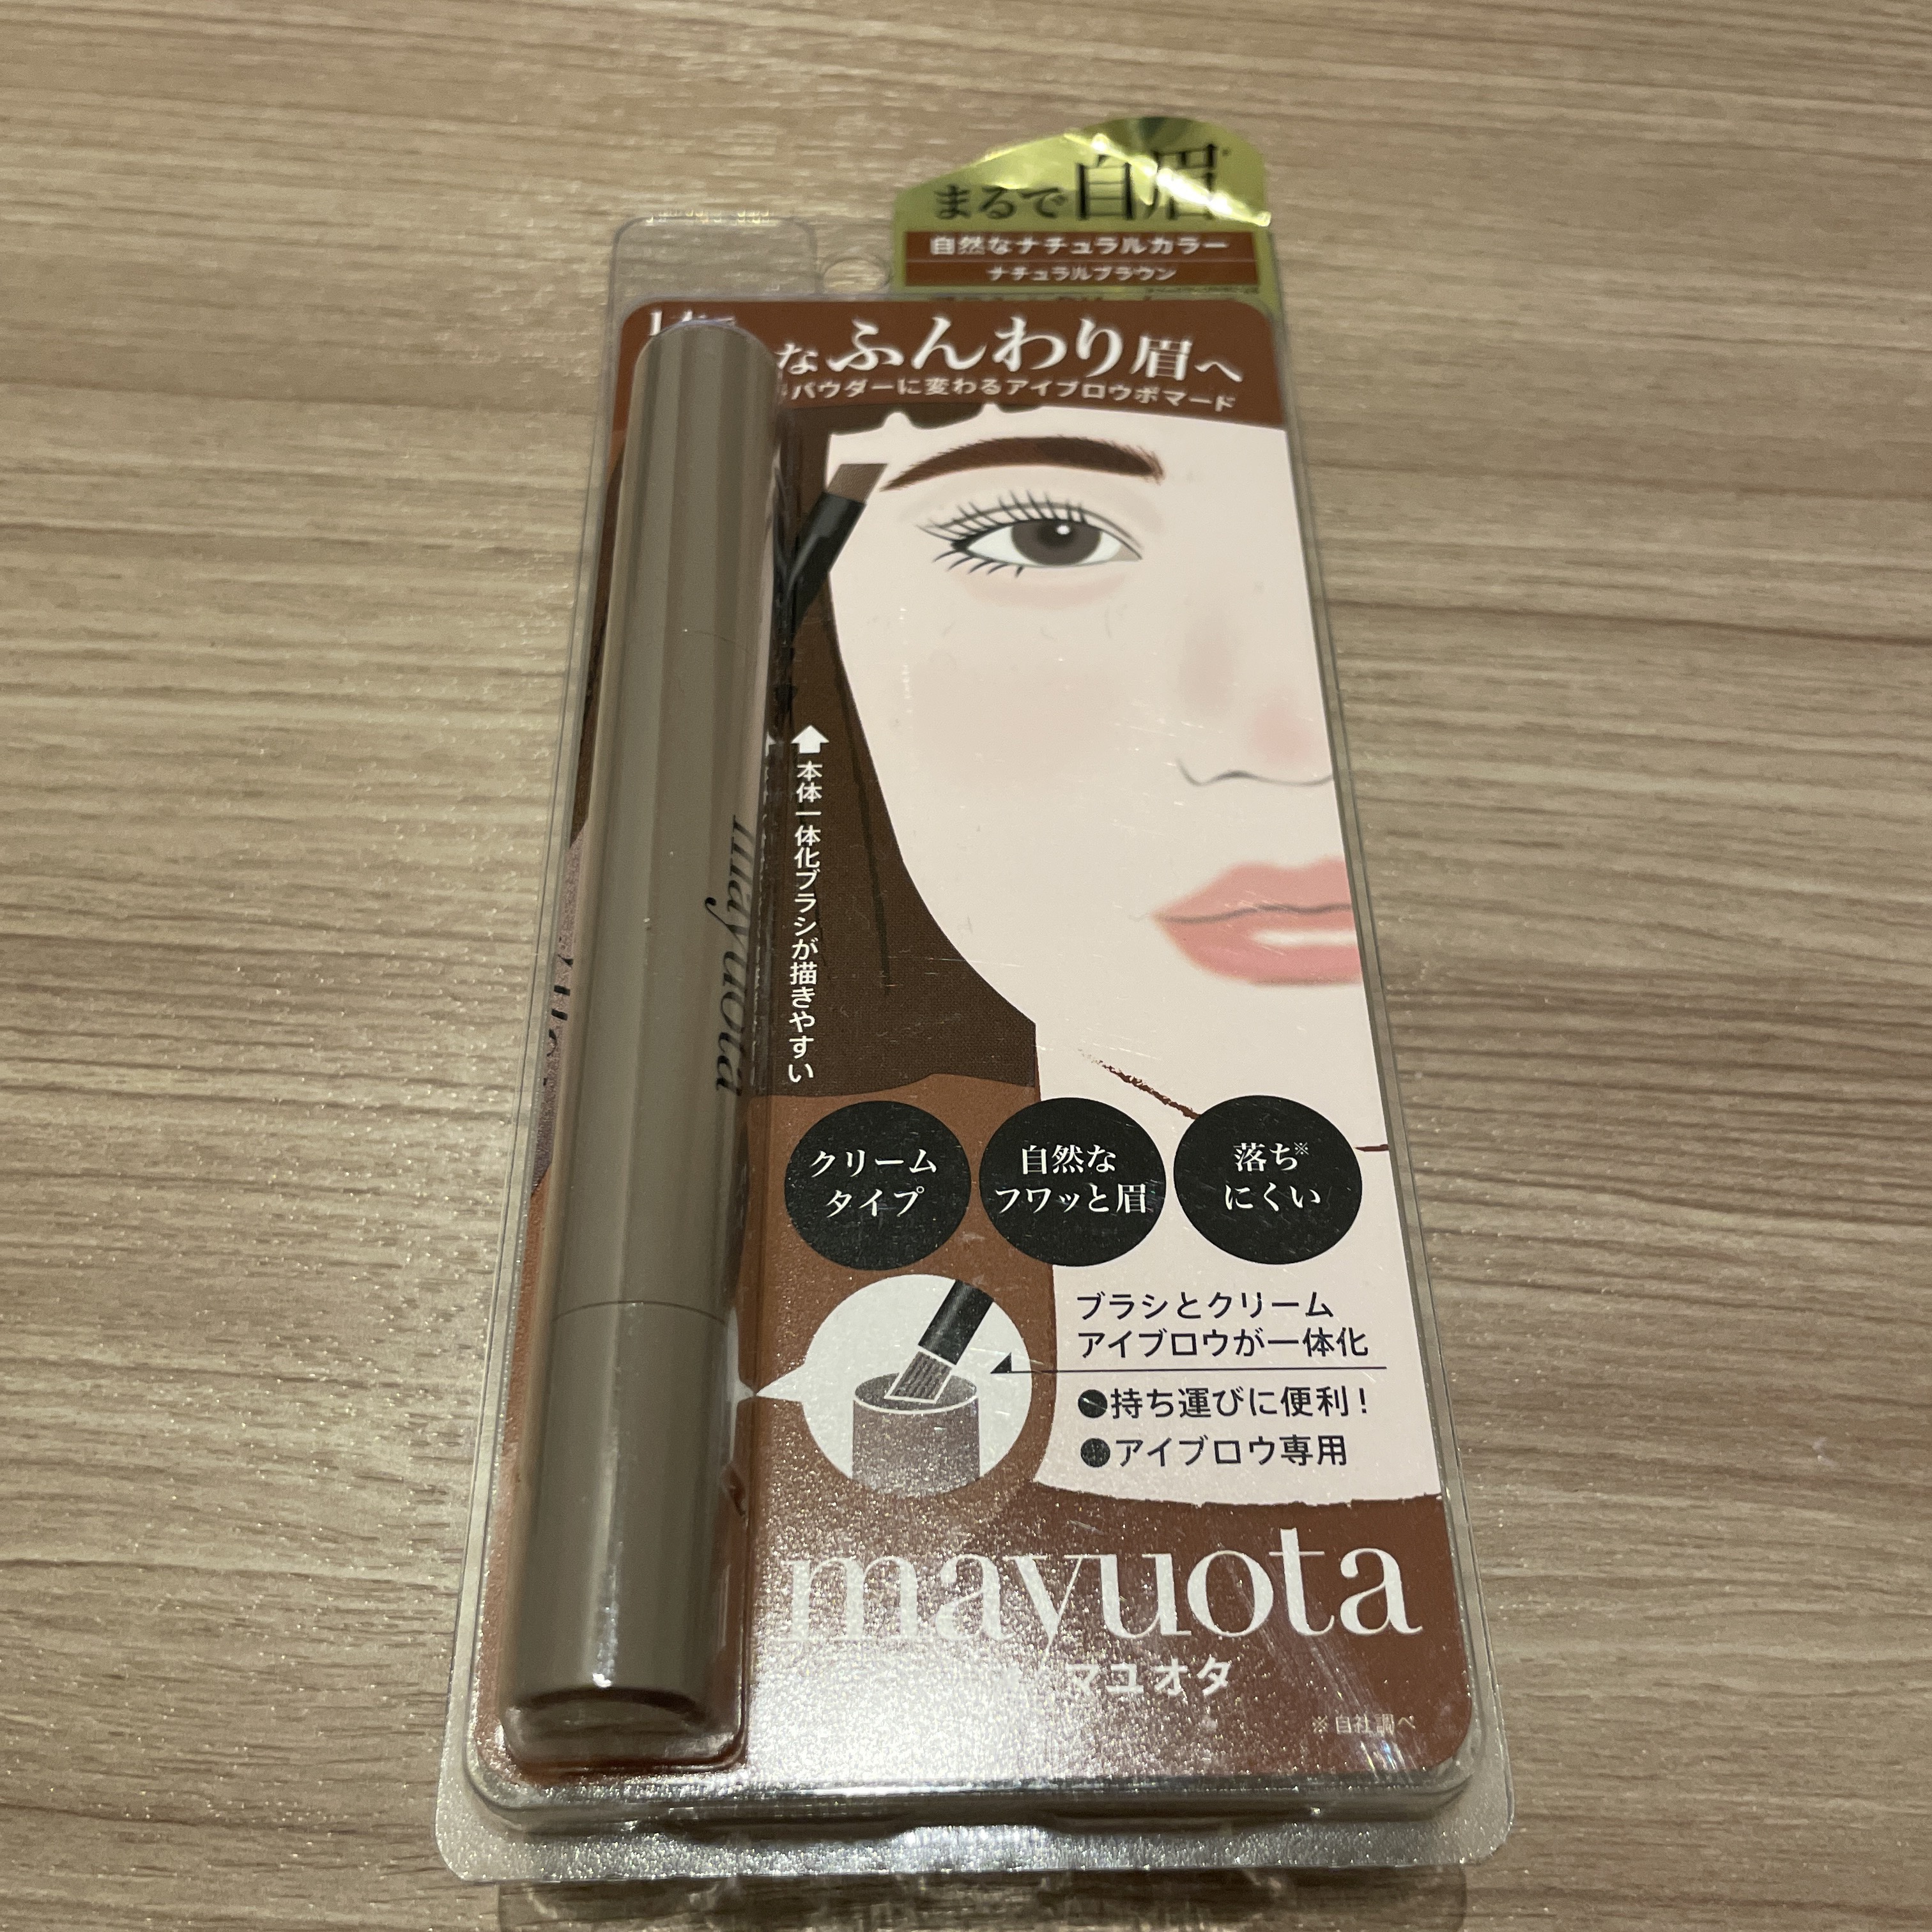 まるで自眉
自然なナチュラルカラー
ナチュラルブラウン
なふんわり眉へ
パウダーに変わるアイブロウポマード
本体一体化ブラシが描きやすい
mayuota
クリーム
タイプ
自然な
フワッと眉
落ち※
にくい
ブラシとクリーム
アイブロウが一体化
●持ち運びに便利！
●アイブロウ専用
mayuota
マユオタ
※自社調べ